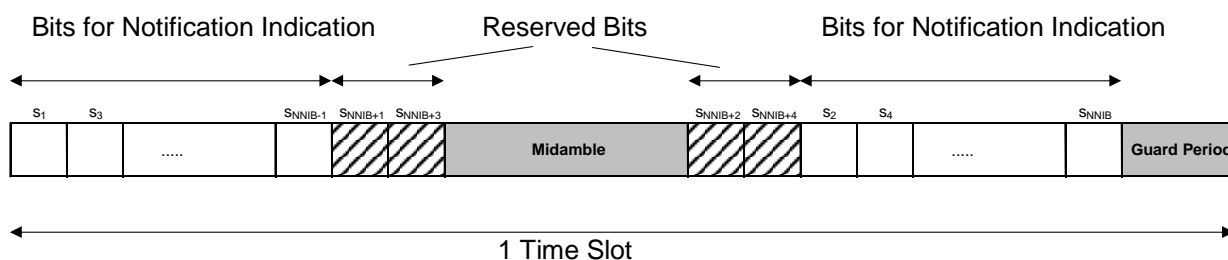 Bits for Notification Indication Reserved Bits Bits for Notification Indication
s1 s3 sNNIB-1 sNNIB+1 sNNIB+3 sNNIB+2 sNNIB+4 s2 s4 sNNIB
..... Midamble ..... Guard Period
1 Time Slot